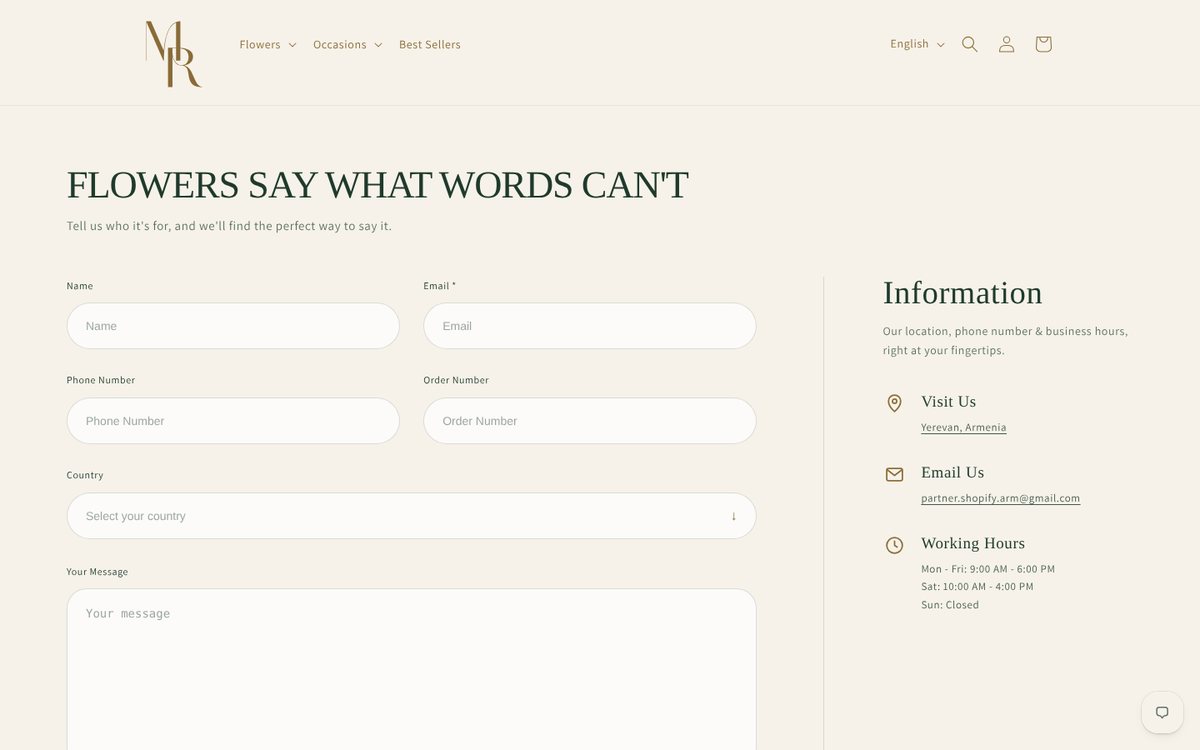 MR
Flowers
Occasions
Best Sellers
English
FLOWERS SAY WHAT WORDS CAN'T
Tell us who it's for, and we'll find the perfect way to say it.
Name
Email *
Name
Email
Phone Number
Order Number
Phone Number
Order Number
Country
Select your country ↓
Your Message
Your message
Information
Our location, phone number & business hours,
right at your fingertips.
Visit Us
Yerevan, Armenia
Email Us
partner.shopify.arm@gmail.com
Working Hours
Mon - Fri: 9:00 AM - 6:00 PM
Sat: 10:00 AM - 4:00 PM
Sun: Closed